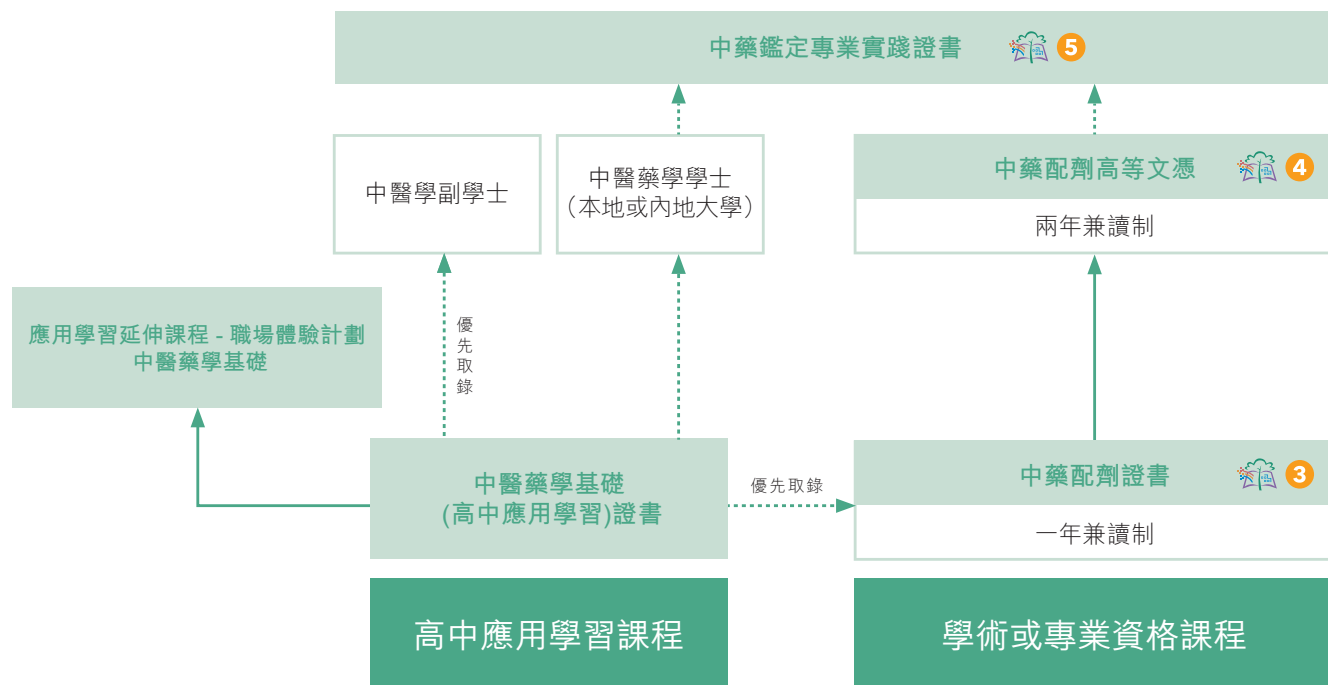 中藥鑑定專業實踐證書 5
中醫學副學士
中醫藥學學士
（本地或內地大學）
中藥配劑高等文憑 4
兩年兼讀制
應用學習延伸課程 - 職場體驗計劃
中醫藥學基礎
優先取錄
中醫藥學基礎
(高中應用學習)證書
優先取錄
中藥配劑證書 3
一年兼讀制
高中應用學習課程
學術或專業資格課程